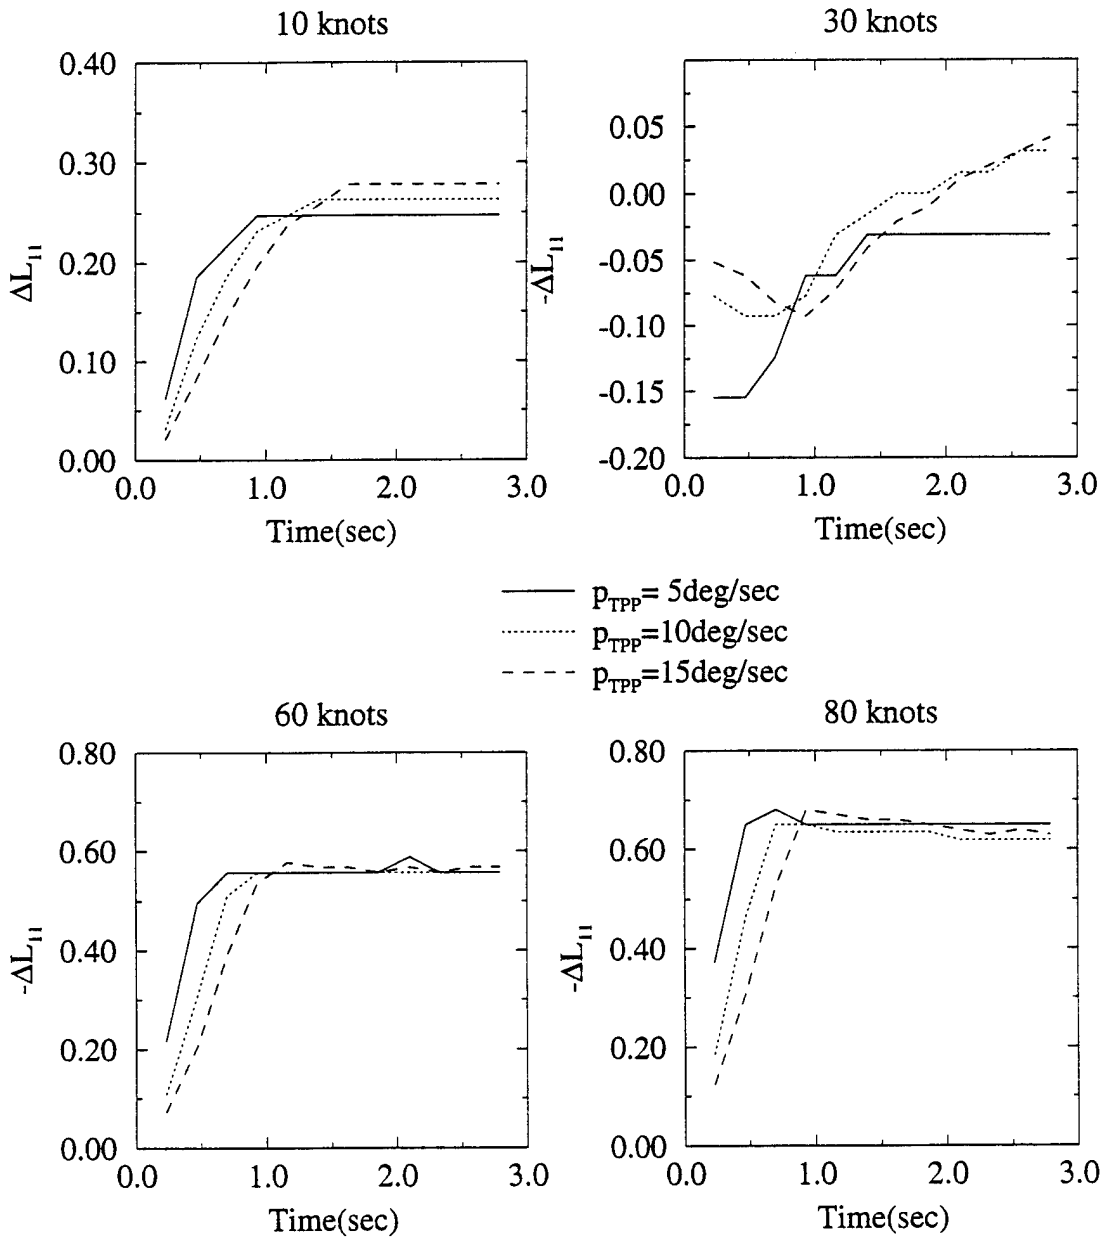 10 knots
0.40
0.30
0.20
0.10
0.00
ΔL₁₁
0.0 1.0 2.0 3.0
Time(sec)
30 knots
0.05
0.00
-0.05
-0.10
-0.15
-0.20
-ΔL₁₁
0.0 1.0 2.0 3.0
Time(sec)
p_TPP= 5deg/sec
p_TPP=10deg/sec
p_TPP=15deg/sec
60 knots
0.80
0.60
0.40
0.20
0.00
-ΔL₁₁
0.0 1.0 2.0 3.0
Time(sec)
80 knots
0.80
0.60
0.40
0.20
0.00
-ΔL₁₁
0.0 1.0 2.0 3.0
Time(sec)